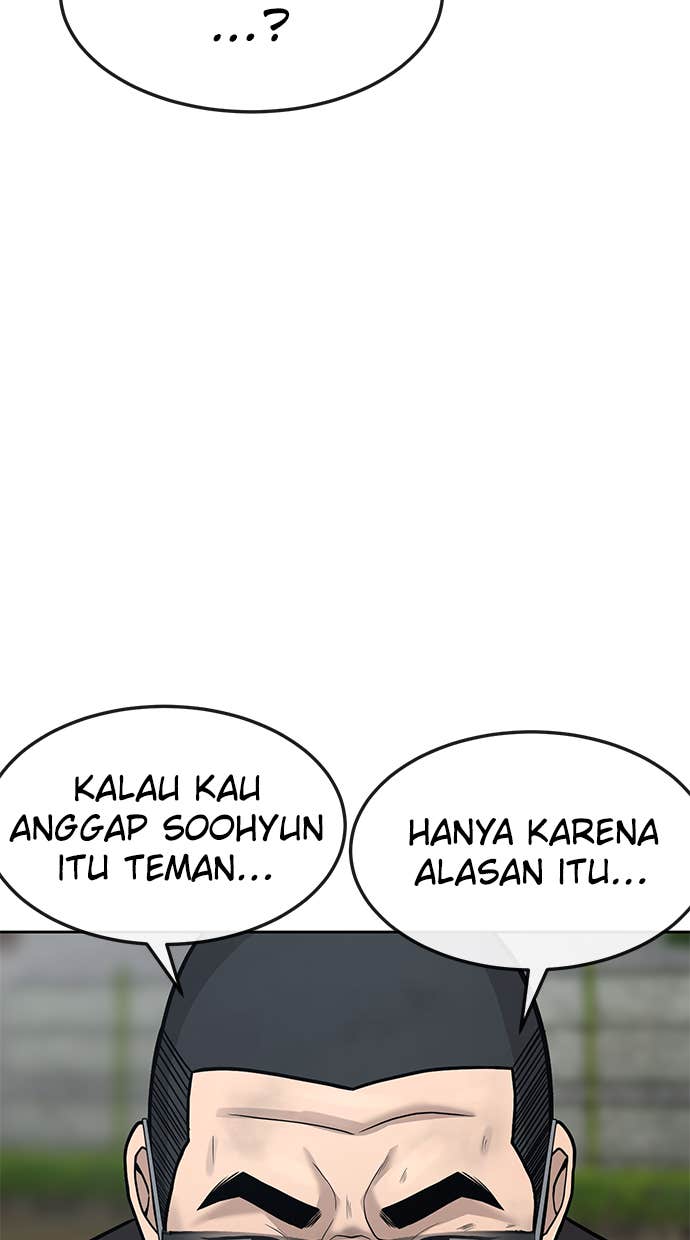 ...?
KALAU KAU
ANGGAP SOOHYUN
ITU TEMAN...
HANYA KARENA
ALASAN ITU...